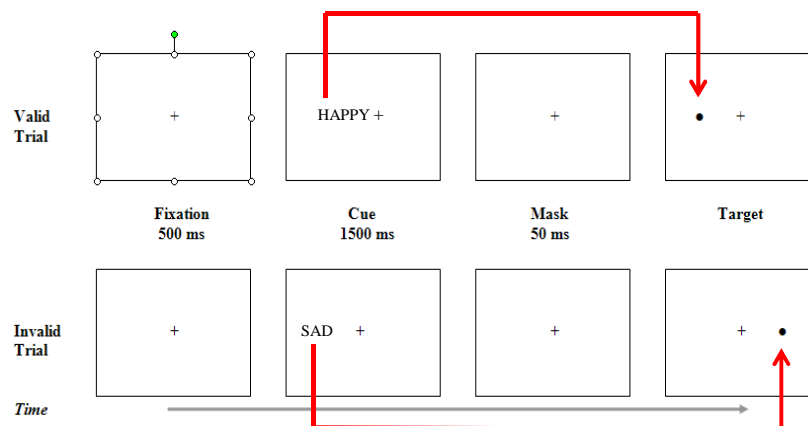 Valid
Trial
+
HAPPY +
+
● +
Fixation
500 ms
Cue
1500 ms
Mask
50 ms
Target
Invalid
Trial
+
SAD +
+
+ ●
Time